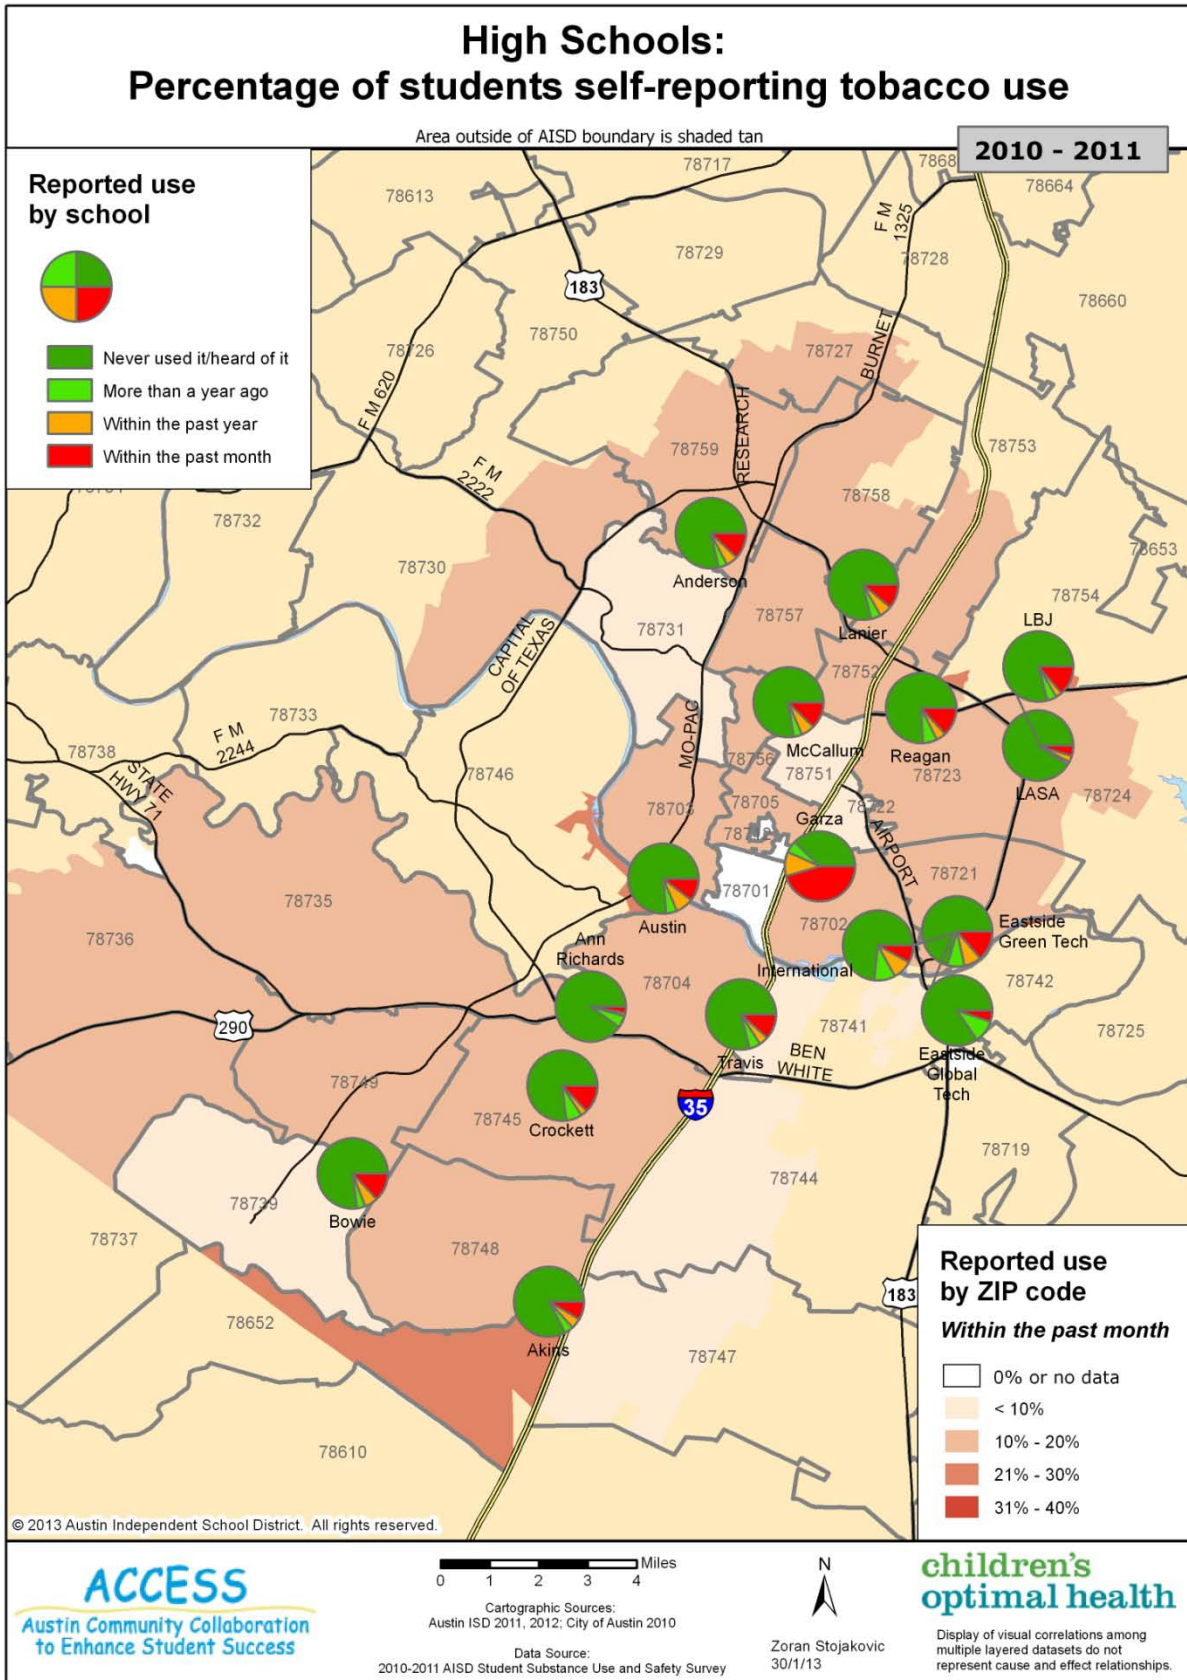 High Schools:
Percentage of students self-reporting tobacco use
Area outside of AISD boundary is shaded tan
2010 - 2011
Reported use
by school
Never used it/heard of it
More than a year ago
Within the past year
Within the past month
78613
78717
78664
78729
78728
78660
F M
1325
183
78750
78726
78727
BURNET
F M 620
RESEARCH
78759
78753
F M
2222
78758
78732
78730
78653
78754
Anderson
78757
Lanier
LBJ
78731
CAPITAL
OF TEXAS
78752
MO-PAC
McCallum
Reagan
78733
F M
2244
78738
STATE
HWY 71
78746
78756
78751
78723
LASA
78724
78703
78705
78722
Garza
AIRPORT
78721
78701
78702
78735
78736
Austin
Ann
Richards
International
Eastside
Green Tech
78704
78742
78741
78725
290
Travis
BEN
WHITE
Eastside
Global
Tech
78749
78745
Crockett
35
78719
78744
78739
Bowie
78737
78748
183
78652
Akins
78747
78610
Reported use
by ZIP code
Within the past month
0% or no data
< 10%
10% - 20%
21% - 30%
31% - 40%
© 2013 Austin Independent School District. All rights reserved.
ACCESS
Austin Community Collaboration
to Enhance Student Success
Miles
0 1 2 3 4
Cartographic Sources:
Austin ISD 2011, 2012; City of Austin 2010
Data Source:
2010-2011 AISD Student Substance Use and Safety Survey
N
Zoran Stojakovic
30/1/13
children's
optimal health
Display of visual correlations among
multiple layered datasets do not
represent cause and effect relationships.